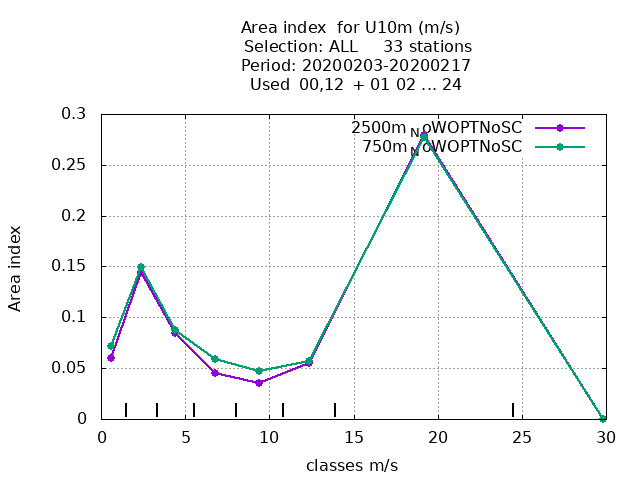 Area index  for U10m (m/s)
Selection: ALL     33 stations
Period: 20200203-20200217
Used  00,12  + 01 02 ... 24
0.3
2500m NoWOPTNoSC
750m NoWOPTNoSC
0.25
0.2
0.15
0.1
0.05
0
Area index
0 5 10 15 20 25 30
classes m/s